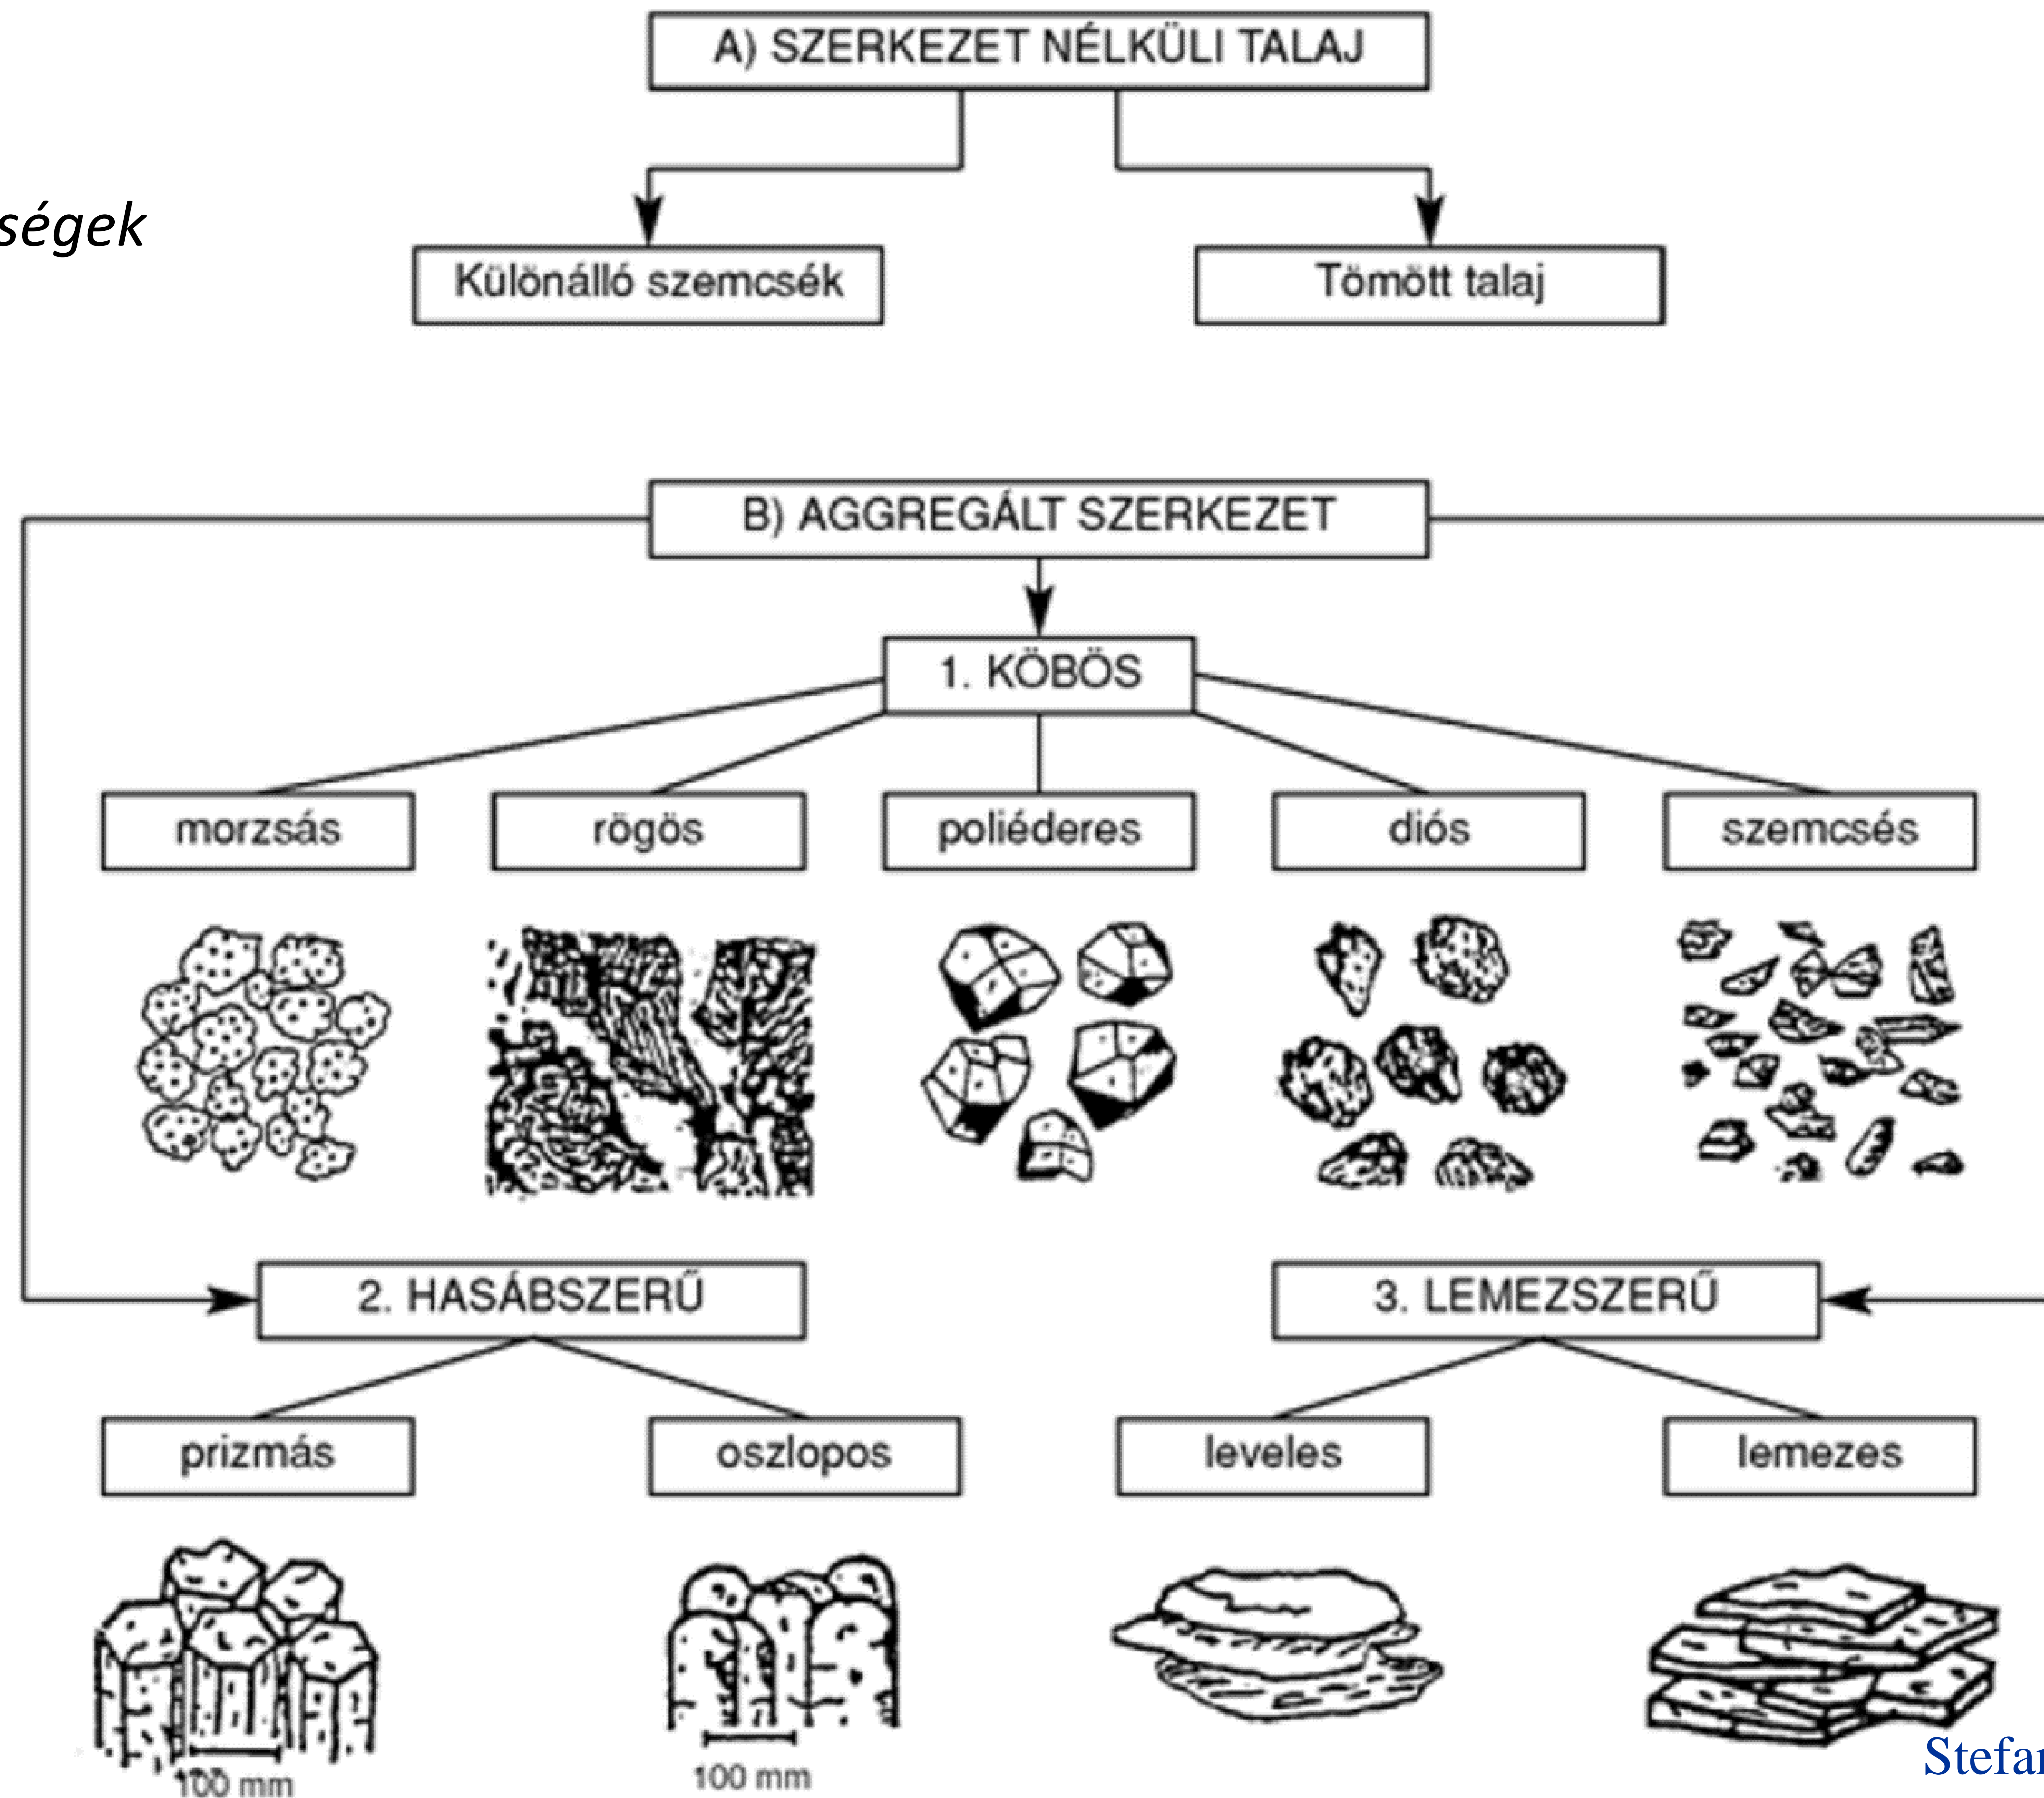 A) SZERKEZET NÉLKÜLI TALAJ
ségek
Különálló szemcsék
Tömött talaj
B) AGGREGÁLT SZERKEZET
1. KÖBÖS
morzsás
rögös
poliéderes
diós
szemcsés
2. HASÁBSZERŰ
3. LEMEZSZERŰ
prizmás
oszlopos
leveles
lemezes
100 mm
100 mm
Stefan